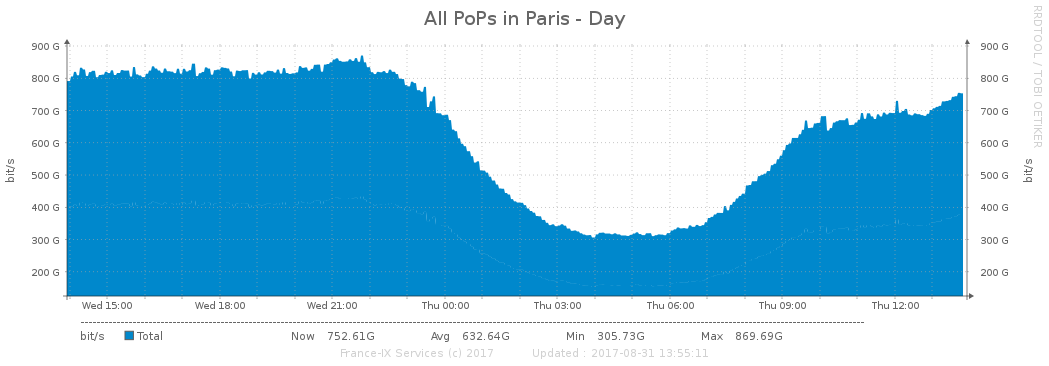 All PoPs in Paris - Day
RRDTOOL / TOBI OETIKER
900 G 900 G
800 G 800 G
700 G 700 G
600 G 600 G
bit/s bit/s
500 G 500 G
400 G 400 G
300 G 300 G
200 G 200 G
Wed 15:00 Wed 18:00 Wed 21:00 Thu 00:00 Thu 03:00 Thu 06:00 Thu 09:00 Thu 12:00
bit/s Total Now 752.61G Avg 632.64G Min 305.73G Max 869.69G
France-IX Services (c) 2017 Updated : 2017-08-31 13:55:11